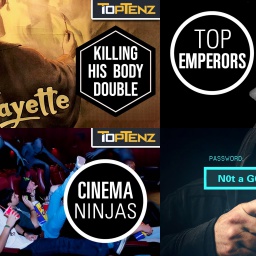 TOPTENZ
KILLING
HIS BODY
DOUBLE
ayette
TOP
EMPERORS
TOPTENZ
CINEMA
NINJAS
PASSWORD
N0t a G